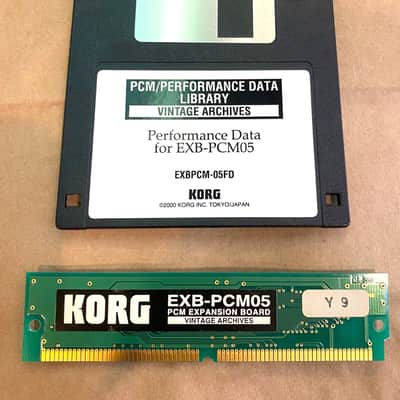 PCM/PERFORMANCE DATA
LIBRARY
VINTAGE ARCHIVES
Performance Data
for EXB-PCM05
EXBPCM-05FD
KORG
©2000 KORG INC. TOKYO/JAPAN
KORG
EXB-PCM05
PCM EXPANSION BOARD
VINTAGE ARCHIVES
Y 9